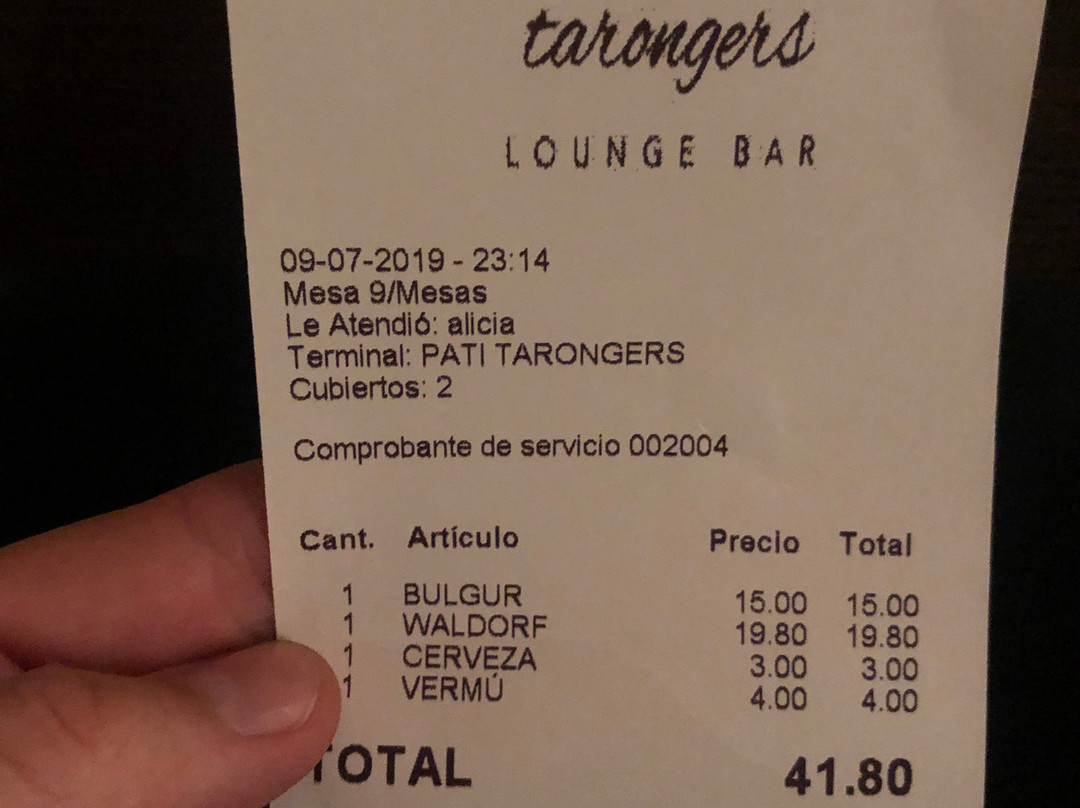 tarongers
LOUNGE BAR
09-07-2019 - 23:14
Mesa 9/Mesas
Le Atendió: alicia
Terminal: PATI TARONGERS
Cubiertos: 2
Comprobante de servicio 002004
Cant. Artículo Precio Total
1 BULGUR 15.00 15.00
1 WALDORF 19.80 19.80
1 CERVEZA 3.00 3.00
1 VERMÚ 4.00 4.00
TOTAL 41.80